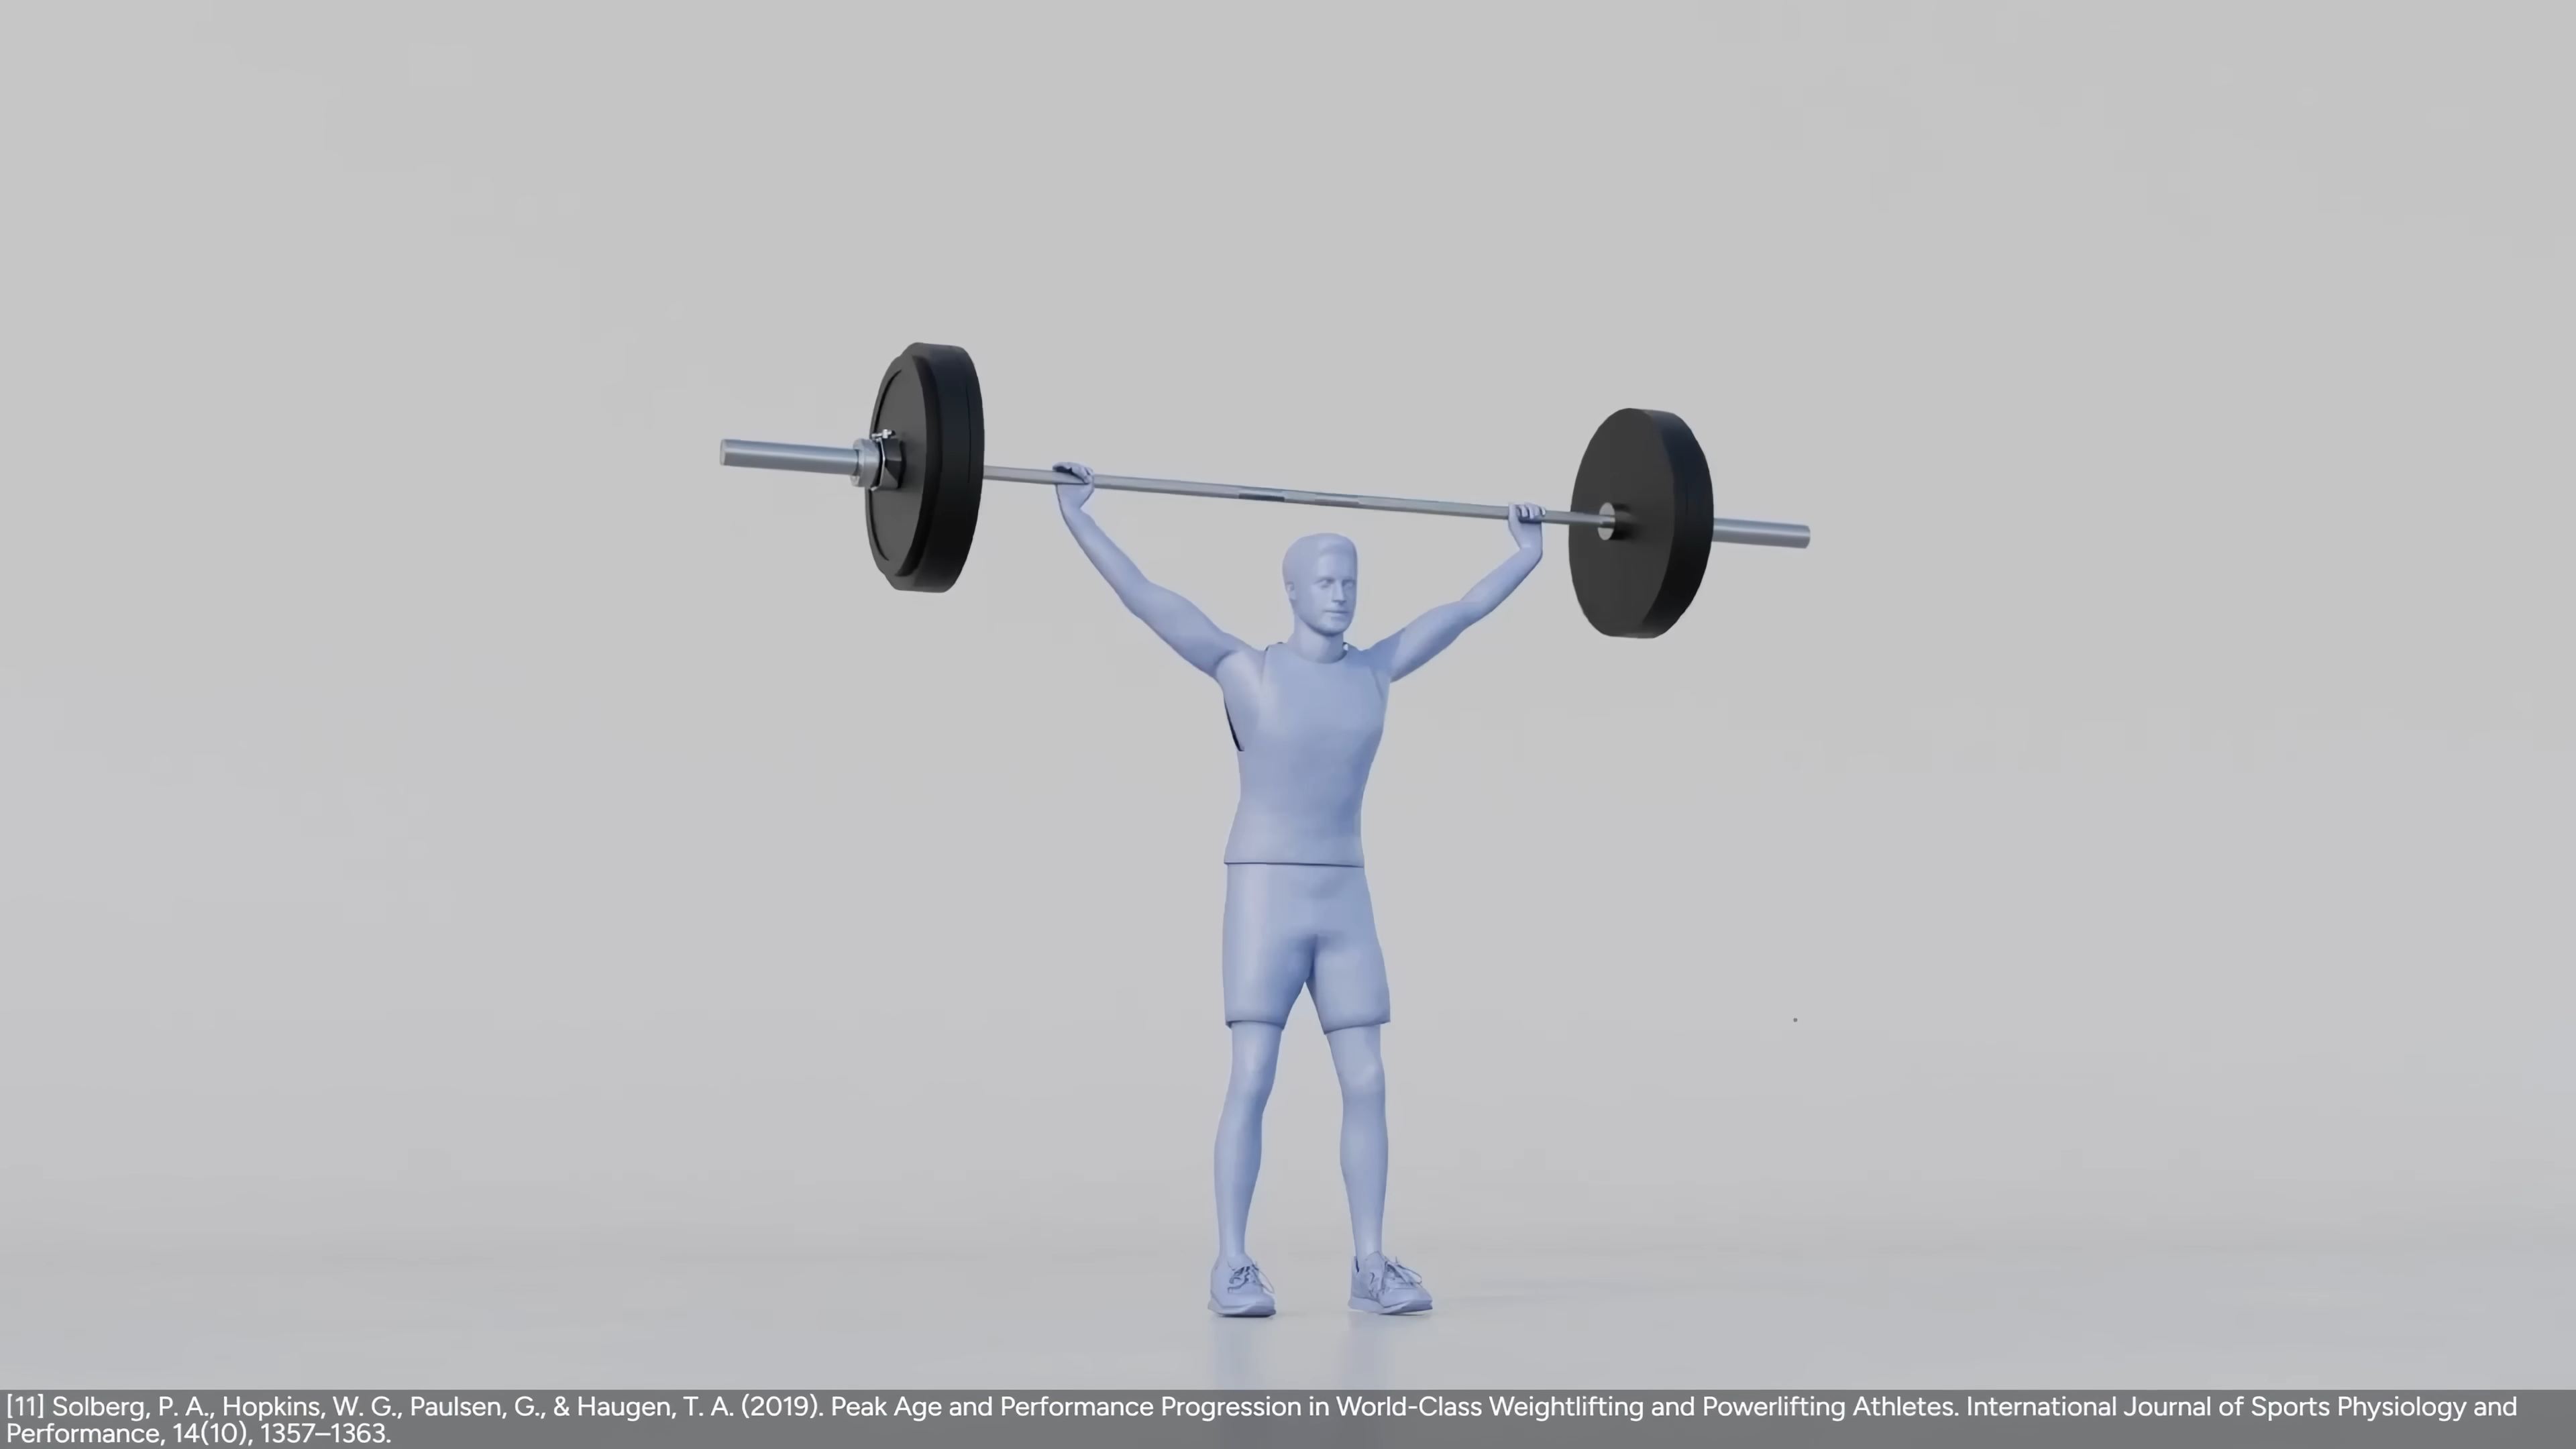 [11] Solberg, P. A., Hopkins, W. G., Paulsen, G., & Haugen, T. A. (2019). Peak Age and Performance Progression in World-Class Weightlifting and Powerlifting Athletes. International Journal of Sports Physiology and
Performance, 14(10), 1357–1363.